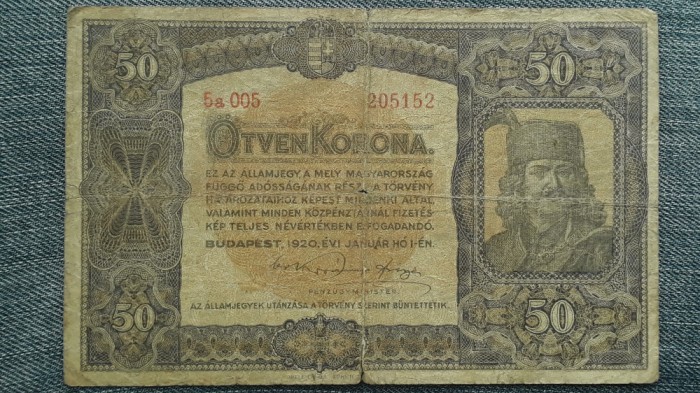 50 50
5a 005 205152
ÖTVEN KORONA.
EZ AZ ÁLLAMJEGY A MELY MAGYARORSZÁG
FÜGGŐ ADÓSSÁGÁNAK RÉSZE A TÖRVÉNY
HATÁROZATAIHOZ KÉPEST MINDENKI ÁLTAL,
VALAMINT MINDEN KÖZPÉNZTÁRNÁL FIZETÉS
KÉP TELJES NÉVÉRTÉKBEN ELFOGADANDÓ.
BUDAPEST, 1920. ÉVI JANUÁR HÓ 1-ÉN.
PÉNZÜGYMINISTER
AZ ÁLLAMJEGYEK UTÁNZÁSA A TÖRVÉNY SZERINT BÜNTETTETIK.
50 50